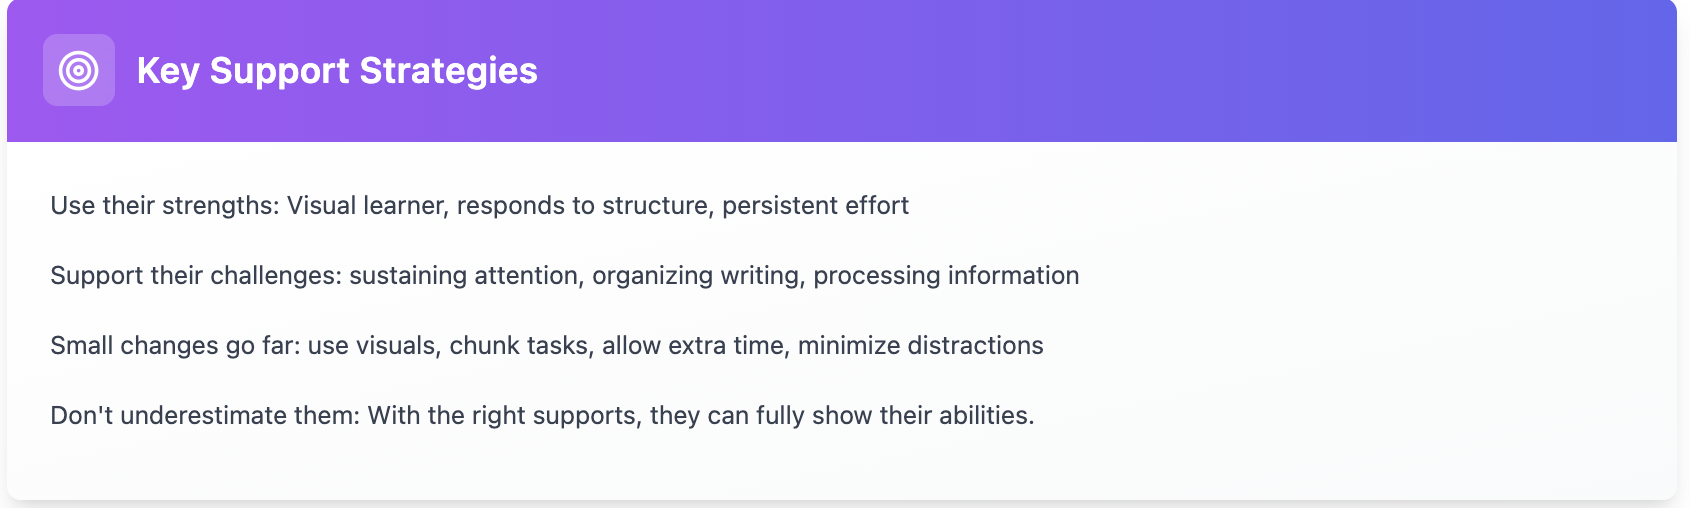 Key Support Strategies
Use their strengths: Visual learner, responds to structure, persistent effort
Support their challenges: sustaining attention, organizing writing, processing information
Small changes go far: use visuals, chunk tasks, allow extra time, minimize distractions
Don't underestimate them: With the right supports, they can fully show their abilities.